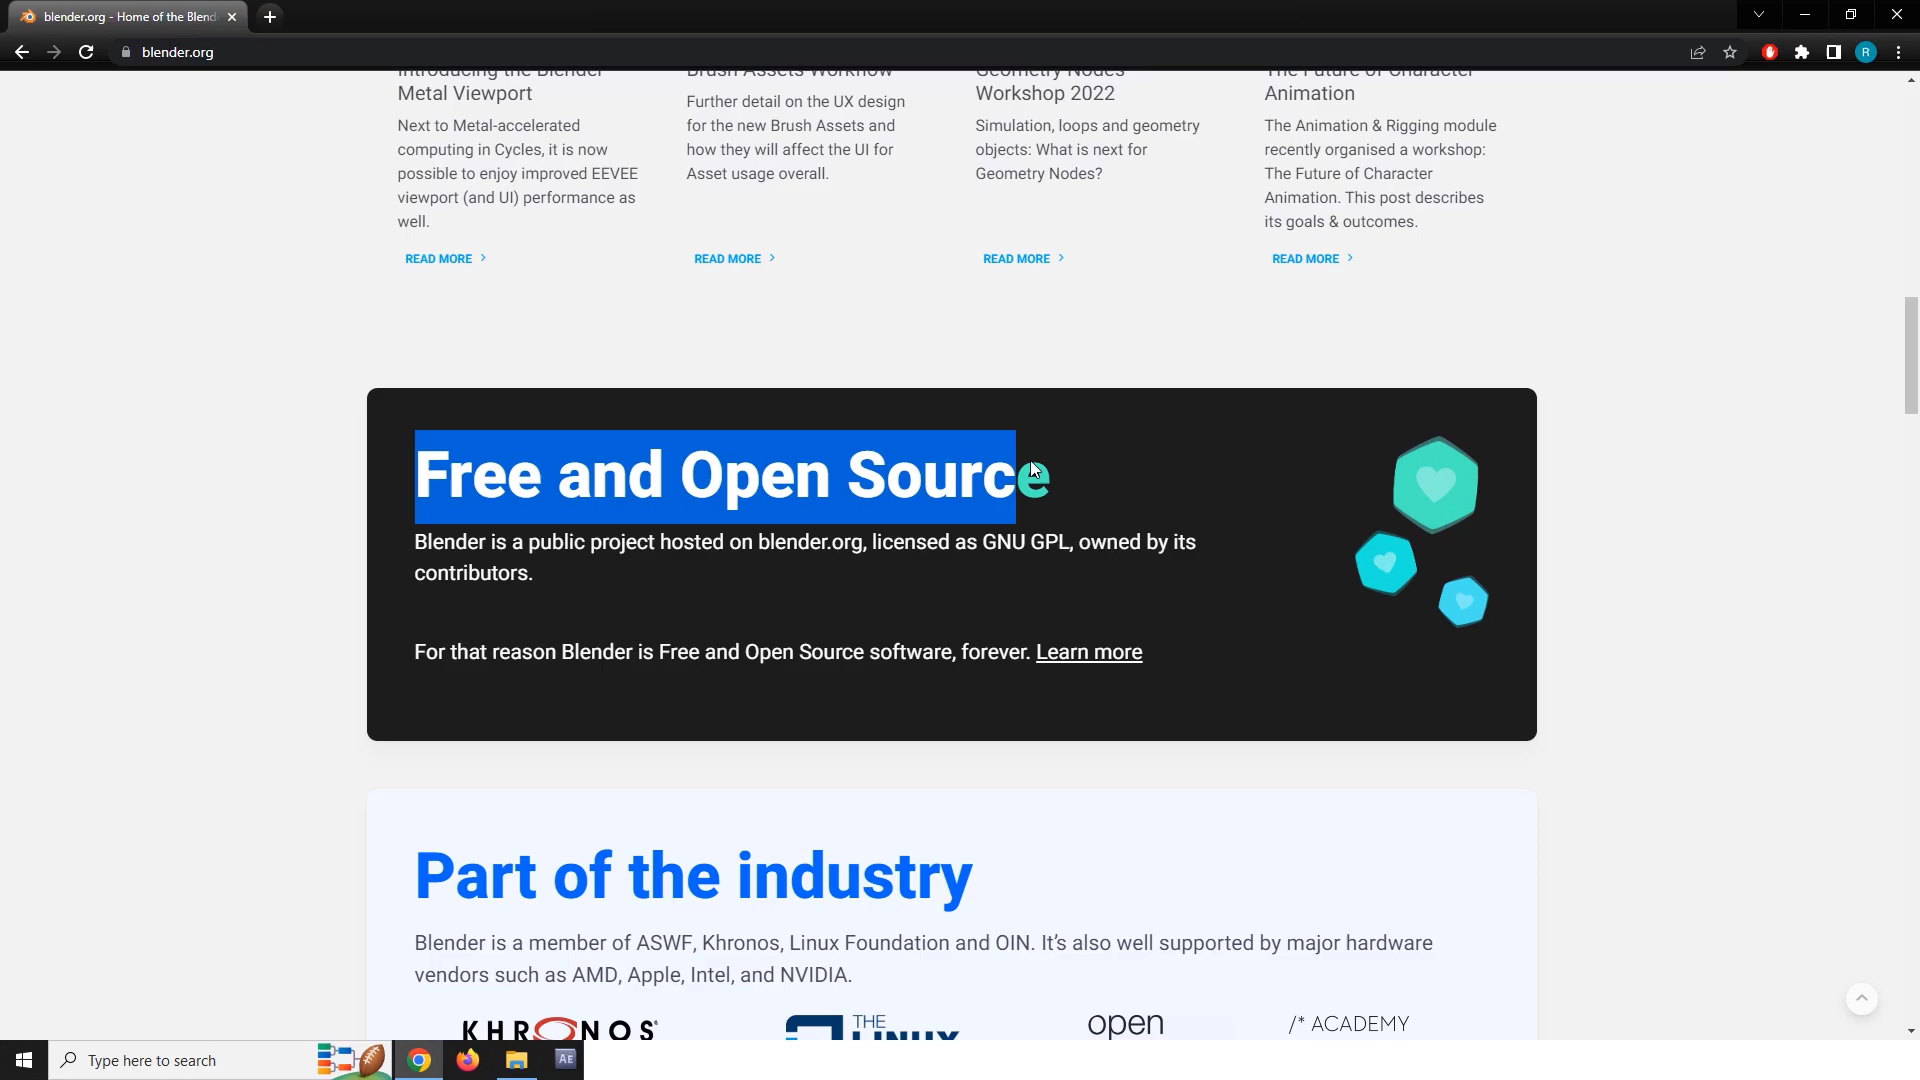 blender.org - Home of the Blend
blender.org
R
Introducing the Blender
Metal Viewport
Next to Metal-accelerated
computing in Cycles, it is now
possible to enjoy improved EEVEE
viewport (and UI) performance as
well.
READ MORE
Brush Assets Workflow
Further detail on the UX design
for the new Brush Assets and
how they will affect the UI for
Asset usage overall.
READ MORE
Geometry Nodes
Workshop 2022
Simulation, loops and geometry
objects: What is next for
Geometry Nodes?
READ MORE
The Future of Character
Animation
The Animation & Rigging module
recently organised a workshop:
The Future of Character
Animation. This post describes
its goals & outcomes.
READ MORE
Free and Open Source
Blender is a public project hosted on blender.org, licensed as GNU GPL, owned by its
contributors.
For that reason Blender is Free and Open Source software, forever. Learn more
Part of the industry
Blender is a member of ASWF, Khronos, Linux Foundation and OIN. It’s also well supported by major hardware
vendors such as AMD, Apple, Intel, and NVIDIA.
KHRONOS
THE
LINUX
open
/* ACADEMY
Type here to search
AE